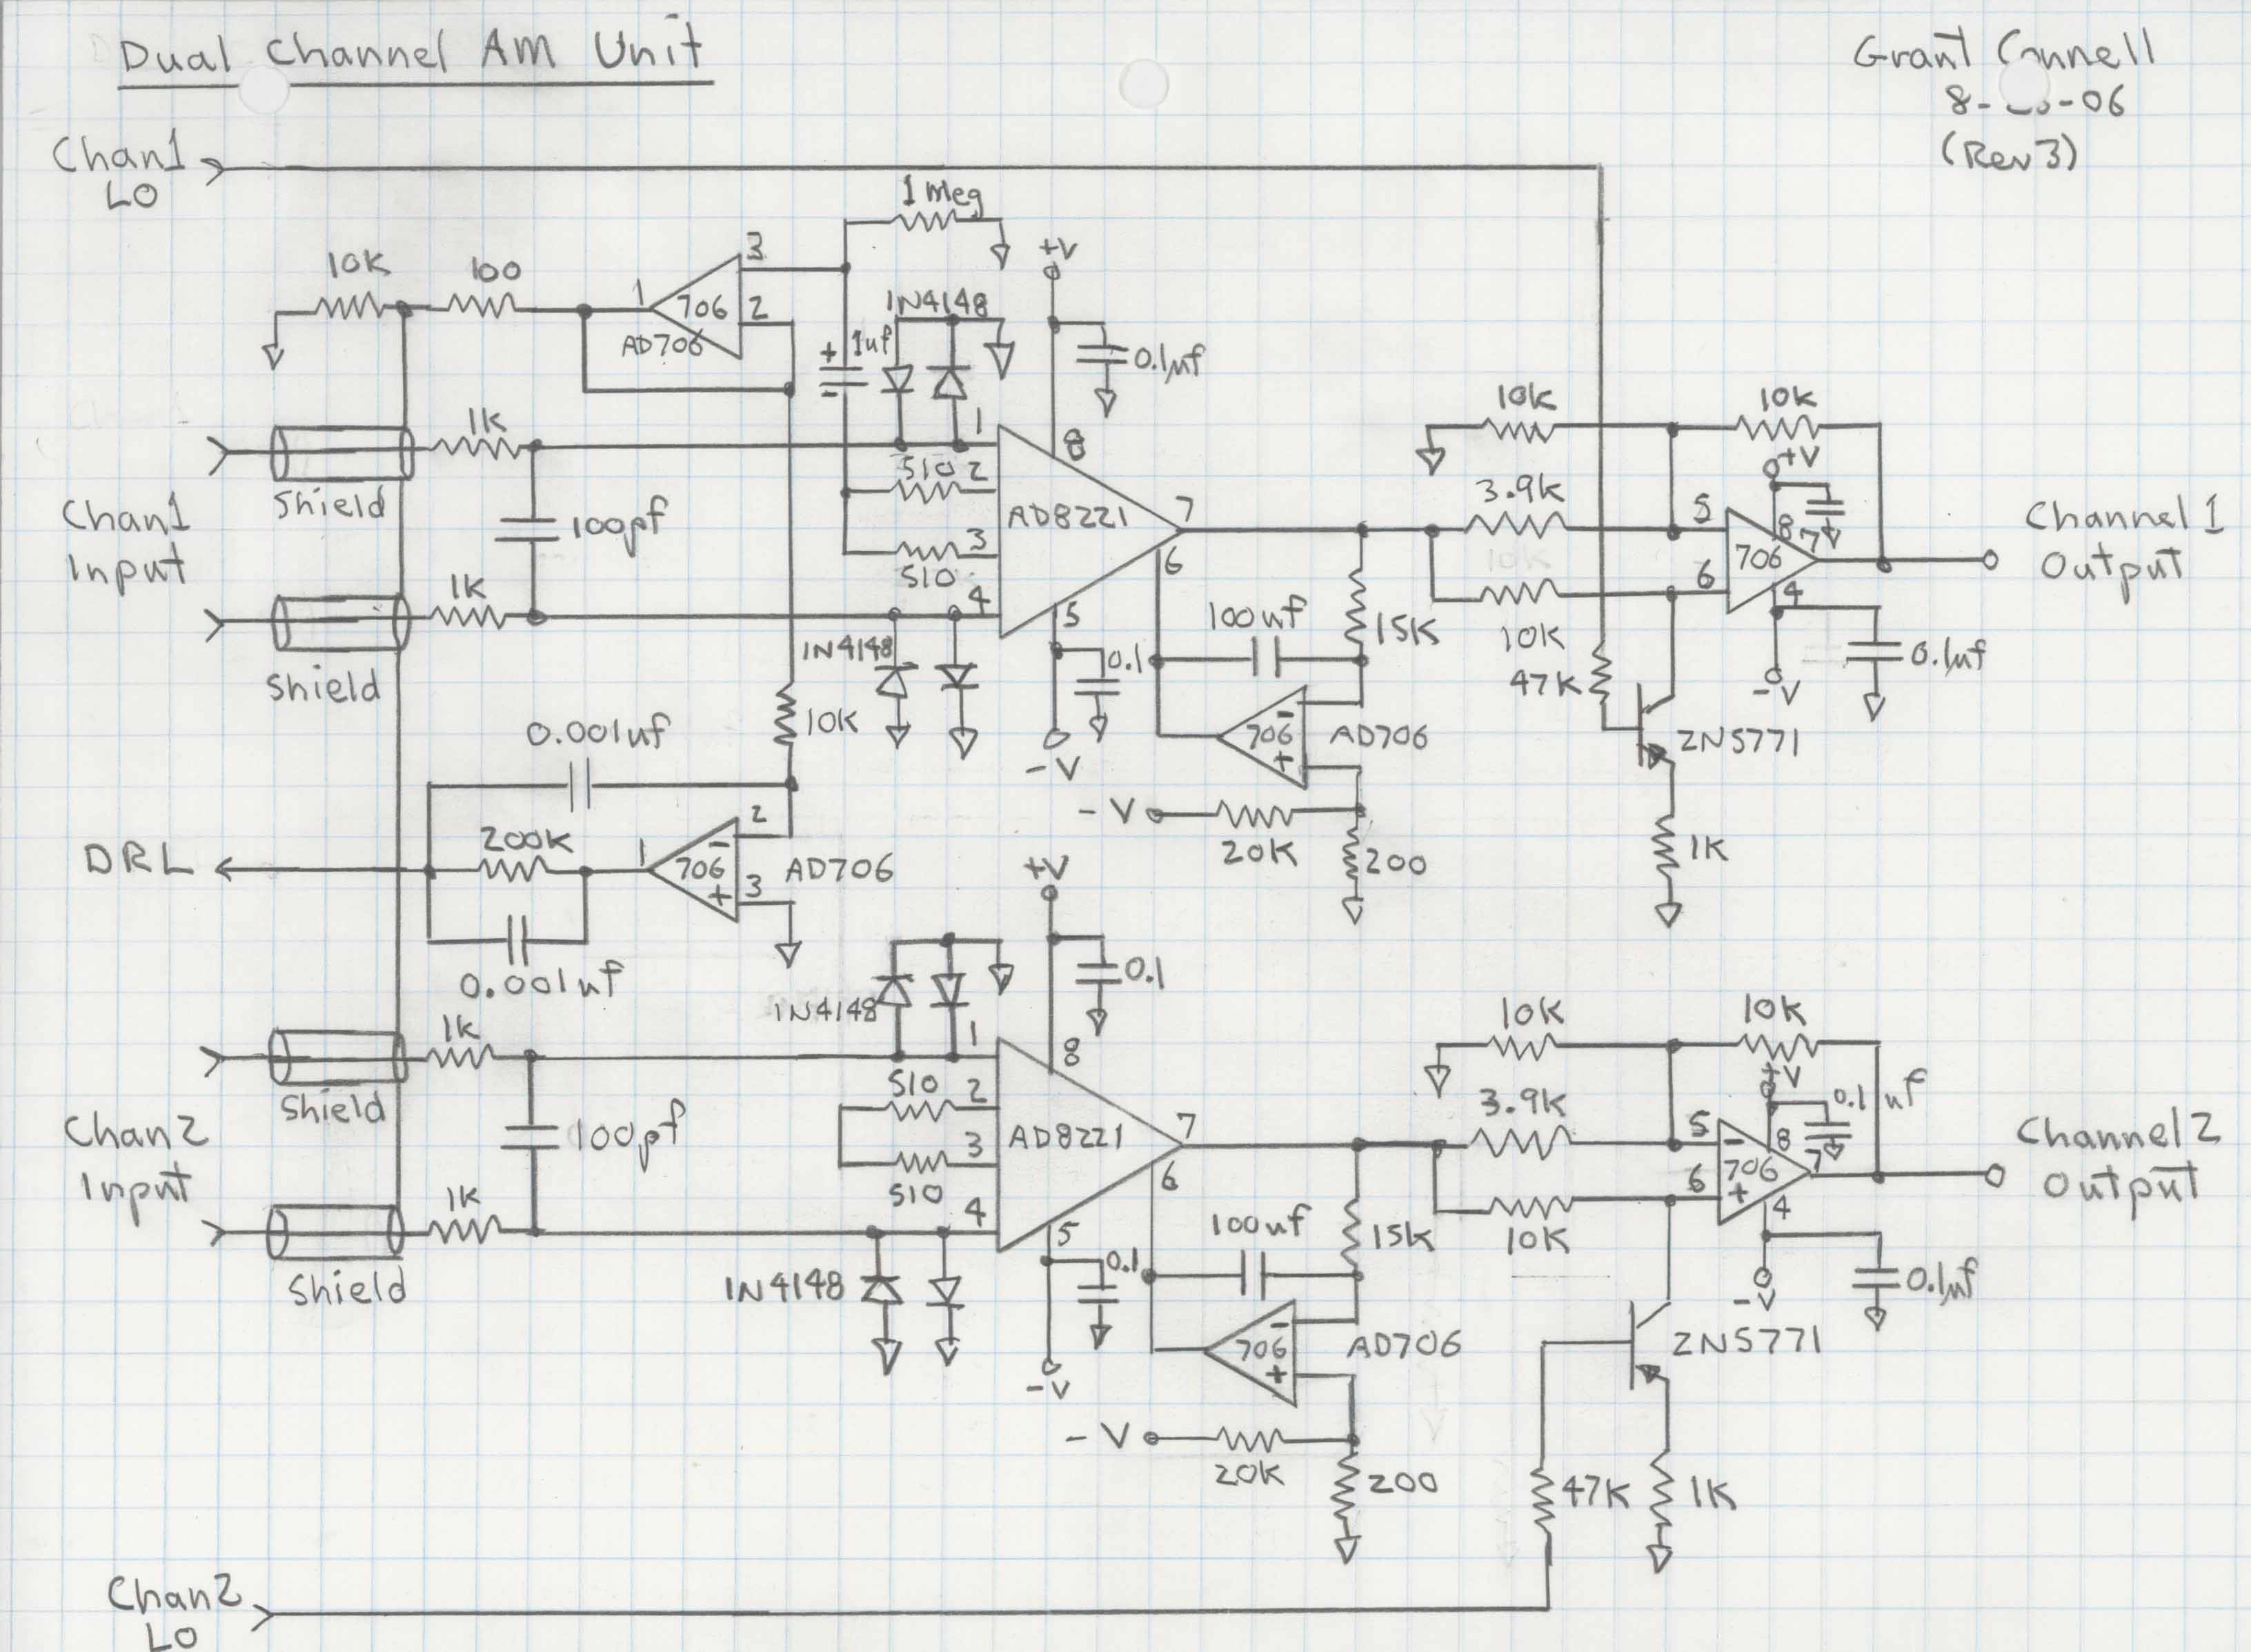 Dual Channel AM Unit
Grant Connell
8- -06
(Rev 3)
Chan1
LO
1 Meg
+V
10K
100
3
1
706
2
AD706
1N4148
+
1uf
-
0.1uf
1K
1
8
10K
10K
Shield
510
2
3.9K
+V
Chan1
Input
100pf
AD8221
7
5
8
7
706
Channel 1
Output
3
510
6
10K
6
4
1K
4
5
100uf
15K
10K
0.1uf
Shield
1N4148
0.1
47K
-V
0.001uf
10K
-V
-
706
+
AD706
2N5771
-V
20K
200
1K
DRL
200K
1
2
-
706
+
3
AD706
+V
0.001uf
1N4148
0.1
1K
1
8
10K
10K
+V
Shield
510
2
3.9K
0.1 uf
Chan2
Input
100pf
3
AD8221
7
5
-
8
706
7
+
6
4
Channel 2
Output
510
6
1K
4
5
100uf
15K
10K
Shield
1N4148
0.1
-V
0.1uf
-V
-
706
+
AD706
2N5771
-V
20K
200
47K
1K
Chan2
LO